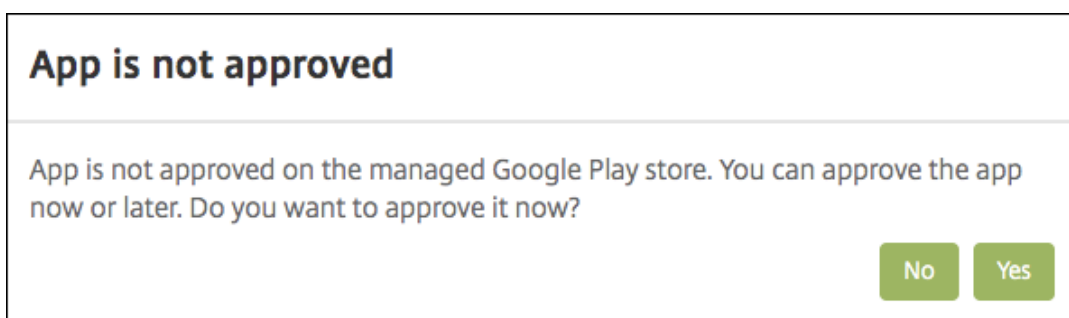 App is not approved
App is not approved on the managed Google Play store. You can approve the app
now or later. Do you want to approve it now?
No Yes